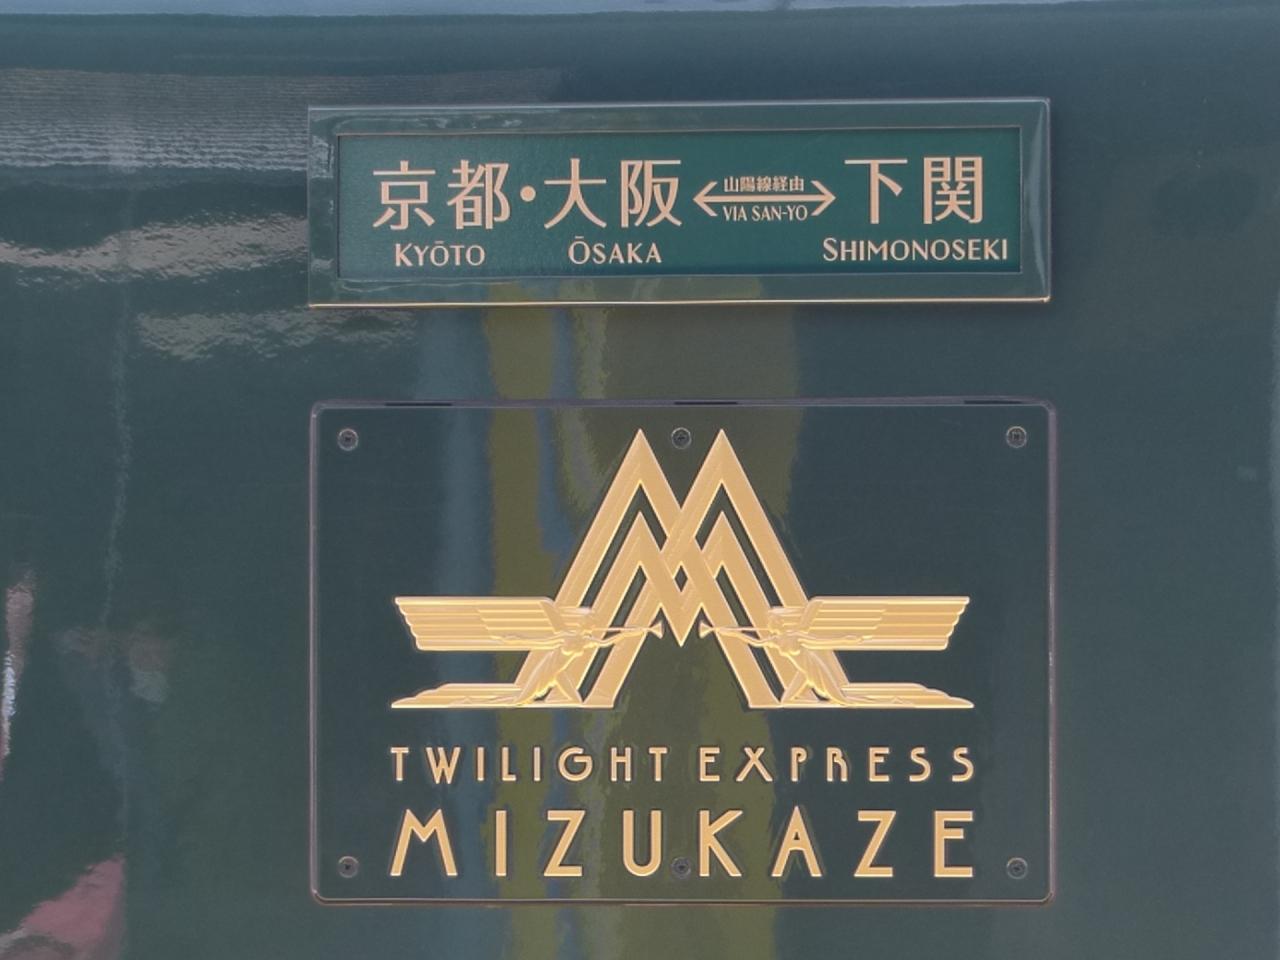 京都・大阪 山陽線経由 下関
KYŌTO ŌSAKA VIA SAN-YO SHIMONOSEKI
TWILIGHT EXPRESS
MIZUKAZE